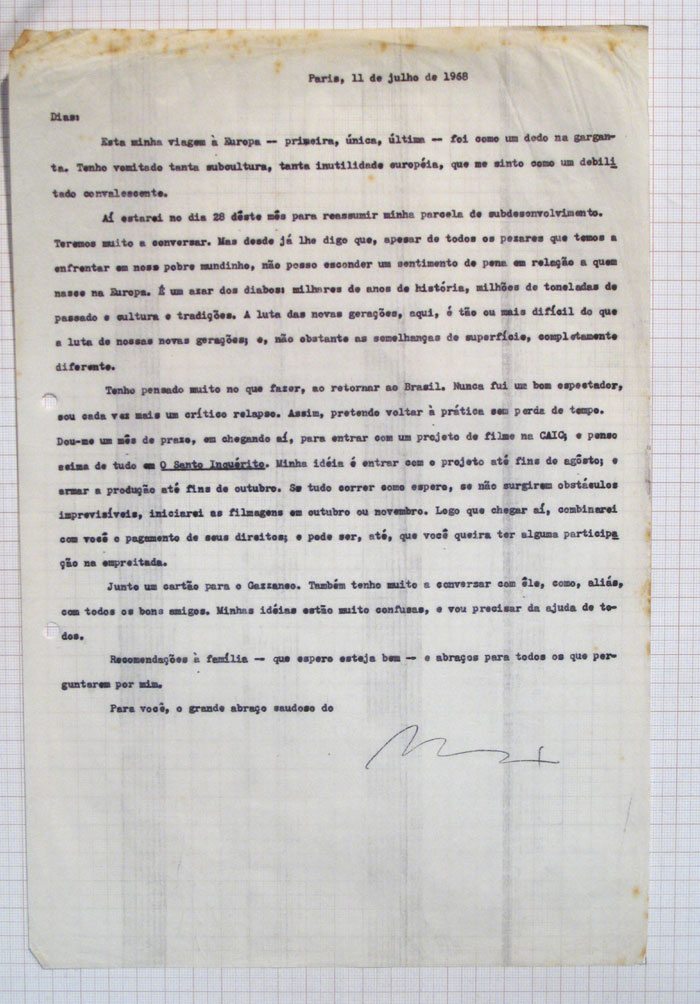 Paris, 11 de julho de 1968
Dias:
Esta minha viagem à Europa -- primeira, única, última -- foi como um dedo na gargan-
ta. Tenho vomitado tanta subcultura, tanta inutilidade européia, que me sinto como um debili
tado convalescente.
Aí estarei no dia 28 dêste mês para reassumir minha parcela de subdesenvolvimento.
Teremos muito a conversar. Mas desde já lhe digo que, apesar de todos os pezares que temos a
enfrentar em noss pobre mundinho, não posso esconder um sentimento de pena em relação a quem
nasce na Europa. É um azar dos diabos: milhares de anos de história, milhões de toneladas de
passado e cultura e tradições. A luta das novas gerações, aqui, é tão ou mais difícil do que
a luta de nossas novas gerações; e, não obstante as semelhanças de superfície, completamente
diferente.
Tenho pensado muito no que fazer, ao retornar ao Brasil. Nunca fui um bom espectador,
sou cada vez mais um crítico relapso. Assim, pretendo voltar à prática sem perda de tempo.
Dou-me um mês de prazo, em chegando aí, para entrar com um projeto de filme na CAIC; e penso
acima de tudo em O Santo Inquérito. Minha idéia é entrar com o projeto até fins de agôsto; e
armar a produção até fins de outubro. Se tudo correr como espero, se não surgirem obstáculos
imprevisíveis, iniciarei as filmagens em outubro ou novembro. Logo que chegar aí, combinarei
com você o pagamento de seus direitos; e pode ser, até, que você queira ter alguma participa
ção na empreitada.
Junto um cartão para o Gazzaneo. Também tenho muito a conversar com êle, como, aliás,
com todos os bons amigos. Minhas idéias estão muito confusas, e vou precisar da ajuda de to-
dos.
Recomendações à família -- que espero esteja bem -- e abraços para todos os que per-
guntarem por mim.
Para você, o grande abraço saudoso do